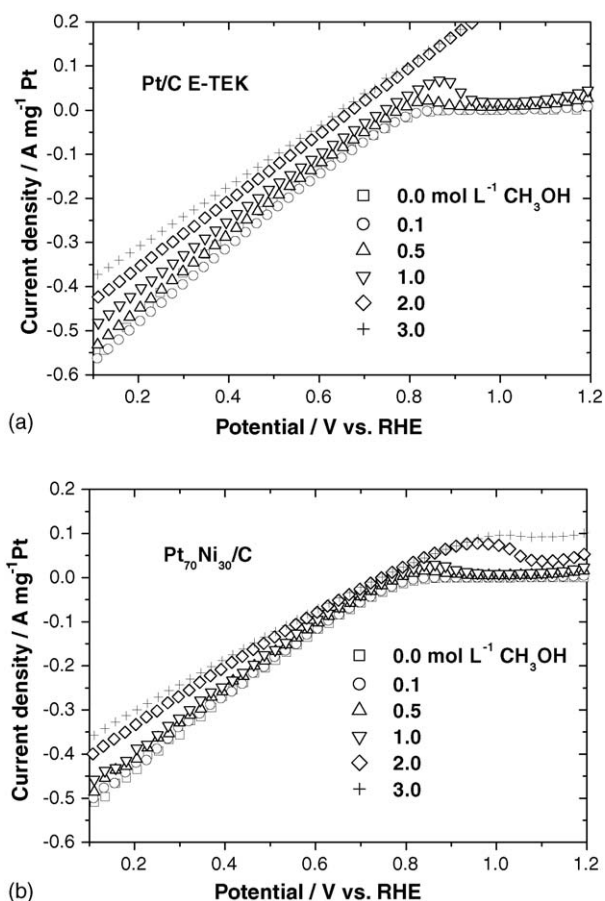 0.2
0.1
0.0
-0.1
-0.2
-0.3
-0.4
-0.5
-0.6
Current density / A mg⁻¹ Pt
Pt/C E-TEK
0.0 mol L⁻¹ CH₃OH
0.1
0.5
1.0
2.0
3.0
0.2 0.4 0.6 0.8 1.0 1.2
(a) Potential / V vs. RHE
0.2
0.1
0.0
-0.1
-0.2
-0.3
-0.4
-0.5
-0.6
Current density / A mg⁻¹Pt
Pt₇₀Ni₃₀/C
0.0 mol L⁻¹ CH₃OH
0.1
0.5
1.0
2.0
3.0
0.2 0.4 0.6 0.8 1.0 1.2
(b) Potential / V vs. RHE